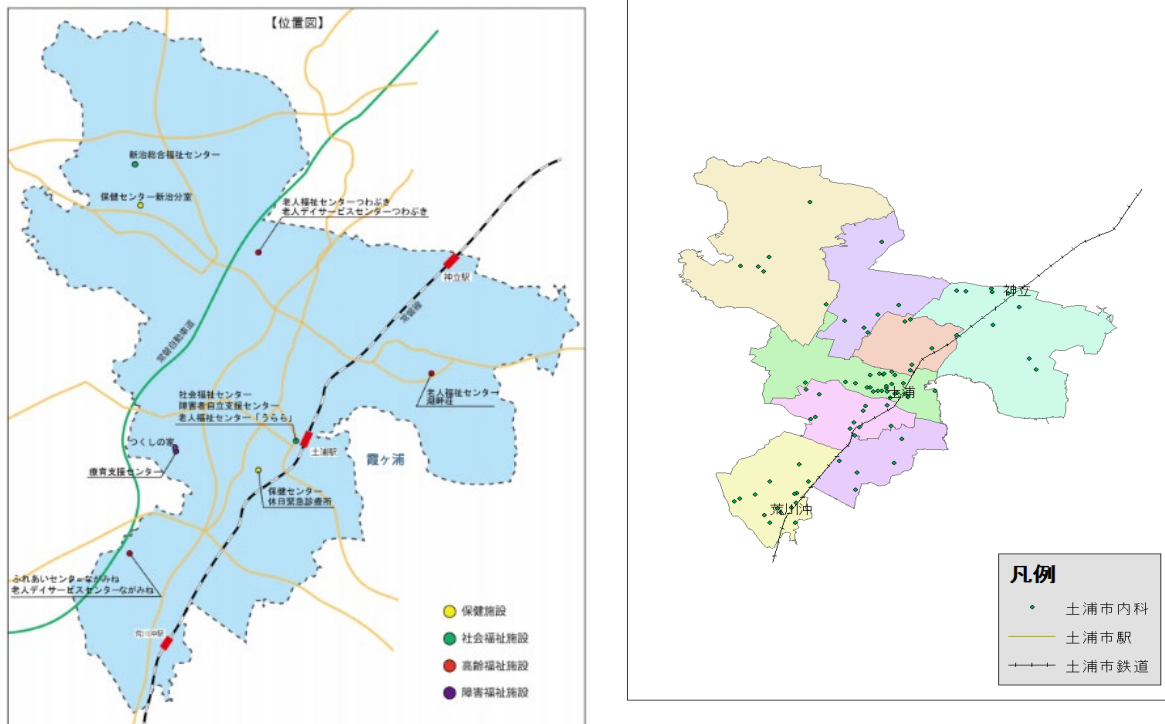 【位置図】
新治総合福祉センター
保健センター新治分室
老人福祉センターつわぶき
老人デイサービスセンターつわぶき
神立駅
常磐線
常磐自動車道
老人福祉センター
湖畔荘
社会福祉センター
障害者自立支援センター
老人福祉センター「うらら」
つくしの家
療育支援センター
土浦駅
霞ヶ浦
保健センター
休日緊急診療所
ふれあいセンターながみね
老人デイサービスセンターながみね
荒川沖駅
保健施設
社会福祉施設
高齢福祉施設
障害福祉施設
神立
土浦
荒川沖
凡例
土浦市内科
土浦市駅
土浦市鉄道